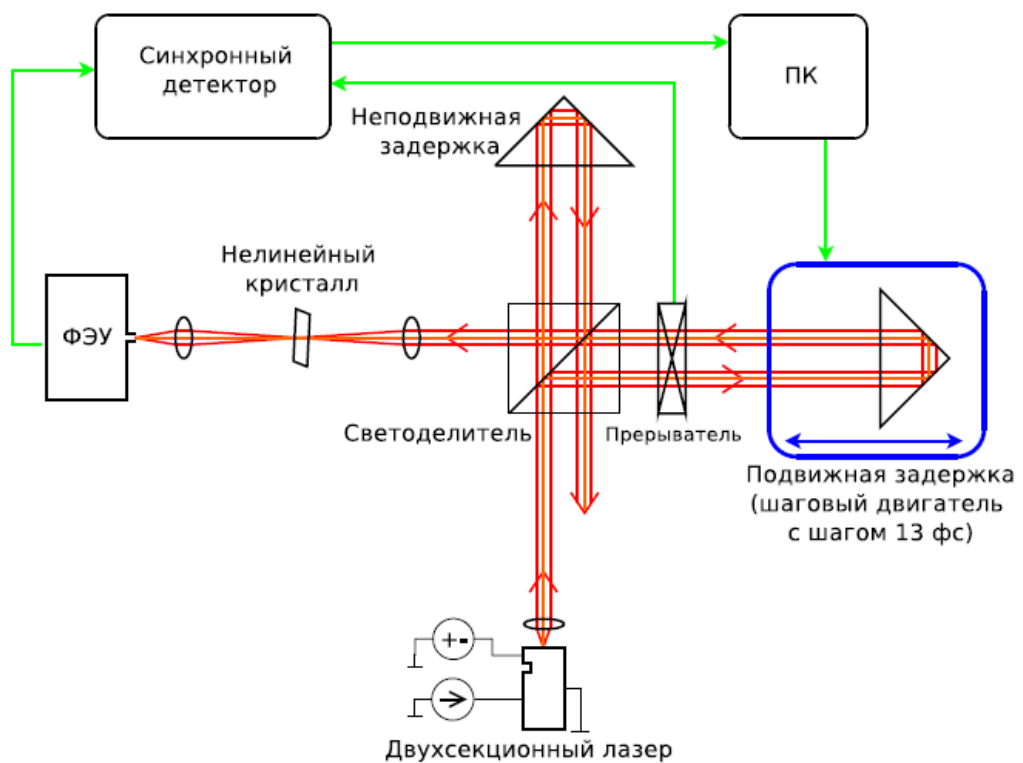 Синхронный
детектор
ПК
Неподвижная
задержка
Нелинейный
кристалл
ФЭУ
Светоделитель
Прерыватель
Подвижная задержка
(шаговый двигатель
с шагом 13 фс)
+-
Двухсекционный лазер